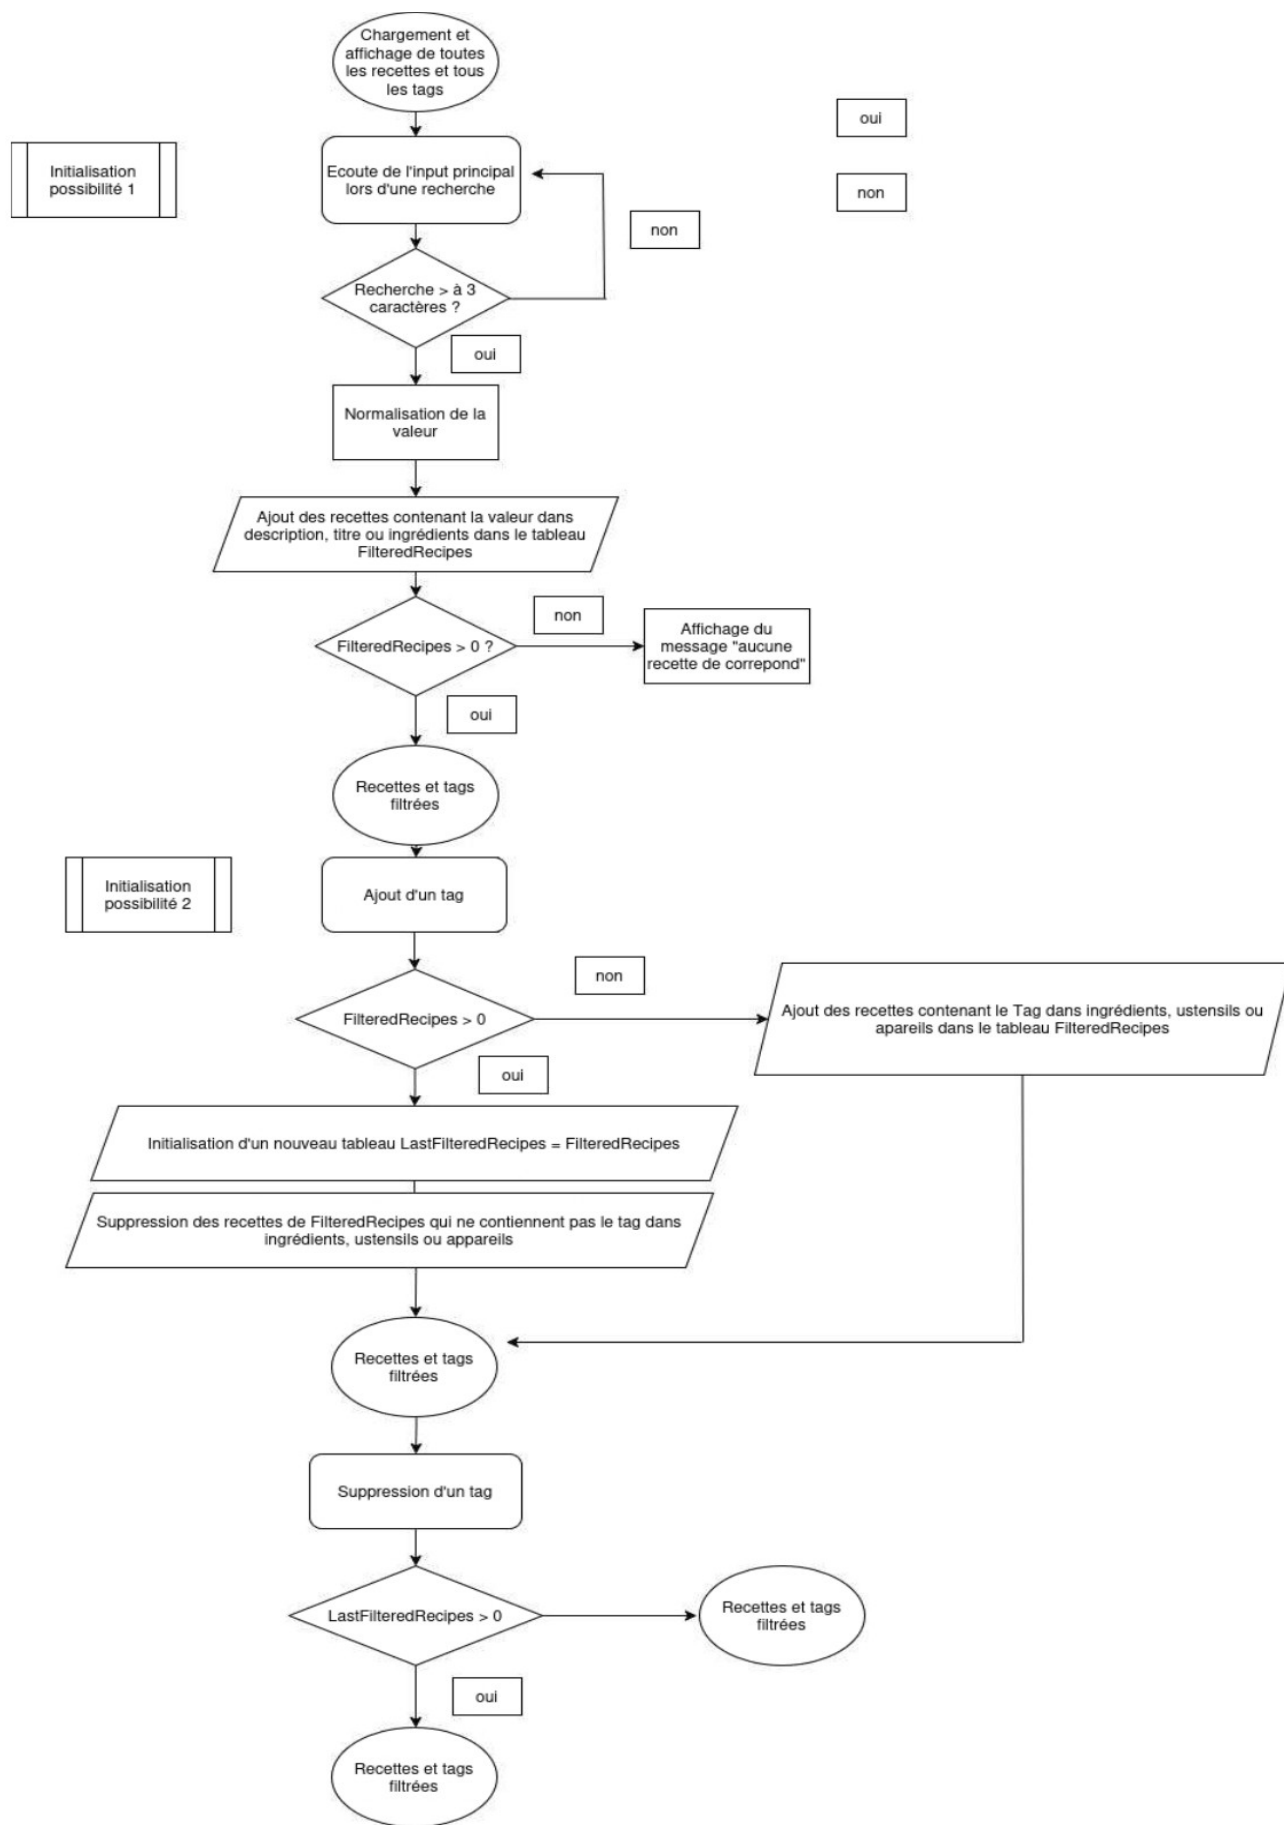 Chargement et
affichage de toutes
les recettes et tous
les tags
oui
Initialisation
possibilité 1
Ecoute de l'input principal
lors d'une recherche
non
non
Recherche > à 3
caractères ?
oui
Normalisation de la
valeur
Ajout des recettes contenant la valeur dans
description, titre ou ingrédients dans le tableau
FilteredRecipes
non
FilteredRecipes > 0 ?
Affichage du
message "aucune
recette de correpond"
oui
Recettes et tags
filtrées
Initialisation
possibilité 2
Ajout d'un tag
non
FilteredRecipes > 0
Ajout des recettes contenant le Tag dans ingrédients, ustensils ou
apareils dans le tableau FilteredRecipes
oui
Initialisation d'un nouveau tableau LastFilteredRecipes = FilteredRecipes
Suppression des recettes de FilteredRecipes qui ne contiennent pas le tag dans
ingrédients, ustensils ou appareils
Recettes et tags
filtrées
Suppression d'un tag
LastFilteredRecipes > 0
Recettes et tags
filtrées
oui
Recettes et tags
filtrées